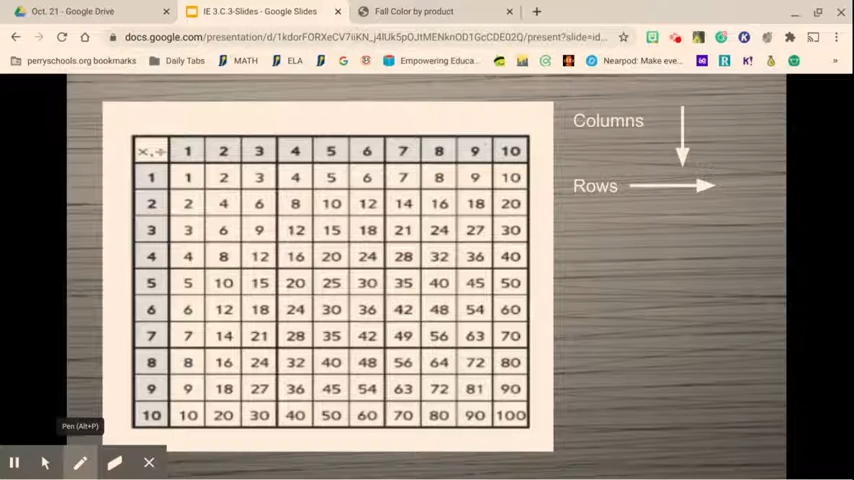 Oct. 21 - Google Drive
IE 3.C.3-Slides - Google Slides
Fall Color by product
docs.google.com/presentation/d/1kdorFORXeCV7iiKN_j4lUk5pOJtMENknOD1GcCDE02Q/present?slide=id...
perryschools.org bookmarks
Daily Tabs
MATH
ELA
Empowering Educa...
Nearpod: Make eve...
»
×,÷ 1 2 3 4 5 6 7 8 9 10
1 1 2 3 4 5 6 7 8 9 10
2 2 4 6 8 10 12 14 16 18 20
3 3 6 9 12 15 18 21 24 27 30
4 4 8 12 16 20 24 28 32 36 40
5 5 10 15 20 25 30 35 40 45 50
6 6 12 18 24 30 36 42 48 54 60
7 7 14 21 28 35 42 49 56 63 70
8 8 16 24 32 40 48 56 64 72 80
9 9 18 27 36 45 54 63 72 81 90
10 10 20 30 40 50 60 70 80 90 100
Columns
Rows
Pen (Alt+P)